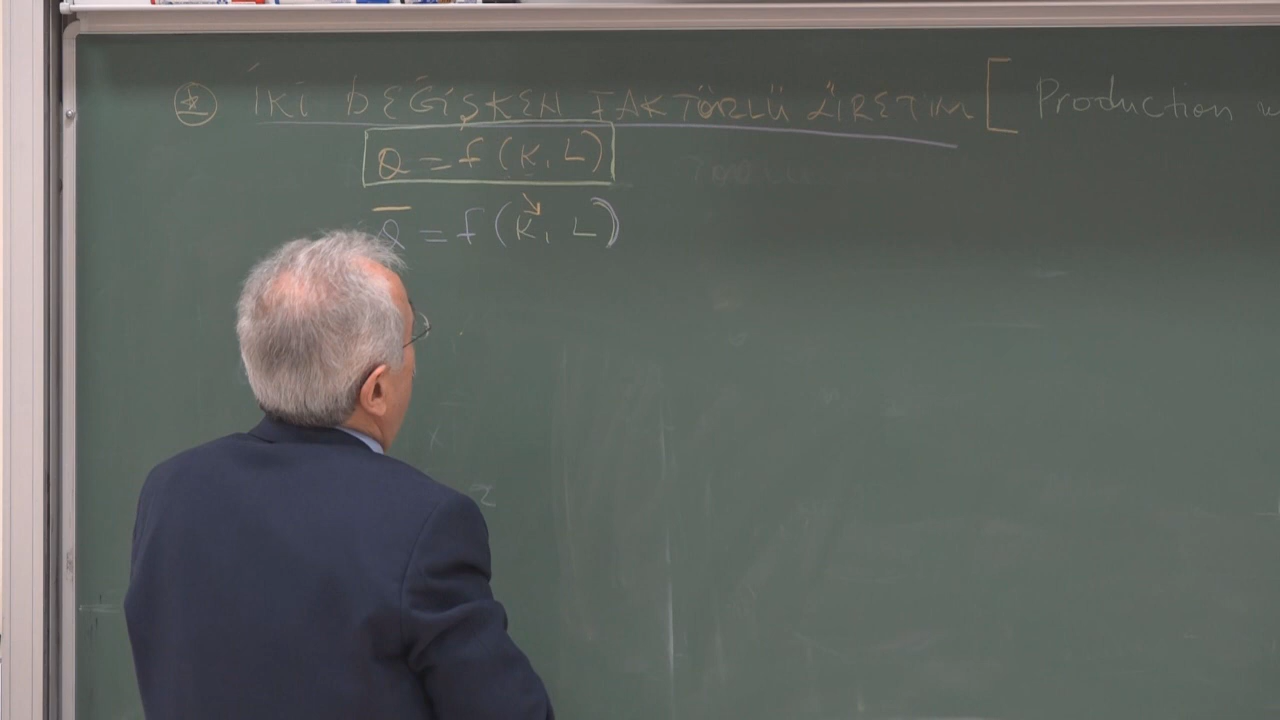 İKİ DEĞİŞKEN FAKTÖRLÜ ÜRETİM [ Production
Q = f(K, L)
Q̅ = f(K, L)